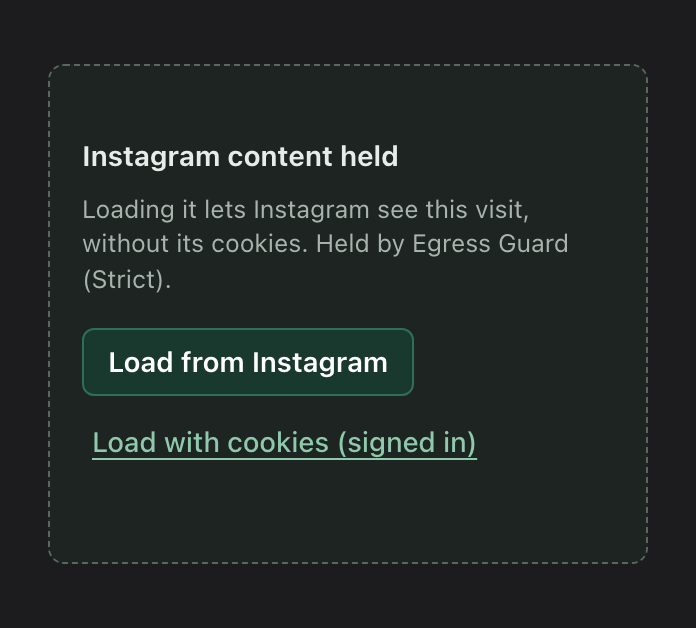 Instagram content held
Loading it lets Instagram see this visit,
without its cookies. Held by Egress Guard
(Strict).
Load from Instagram
Load with cookies (signed in)